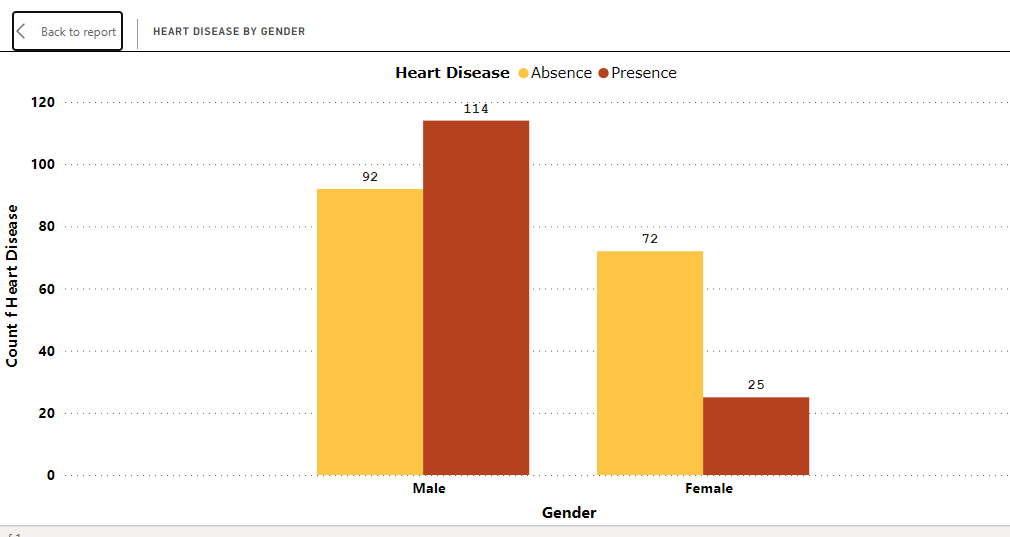 Back to report
HEART DISEASE BY GENDER
Heart Disease Absence Presence
120
100
80
60
40
20
0
Count f Heart Disease
114
92
72
25
Male Female
Gender